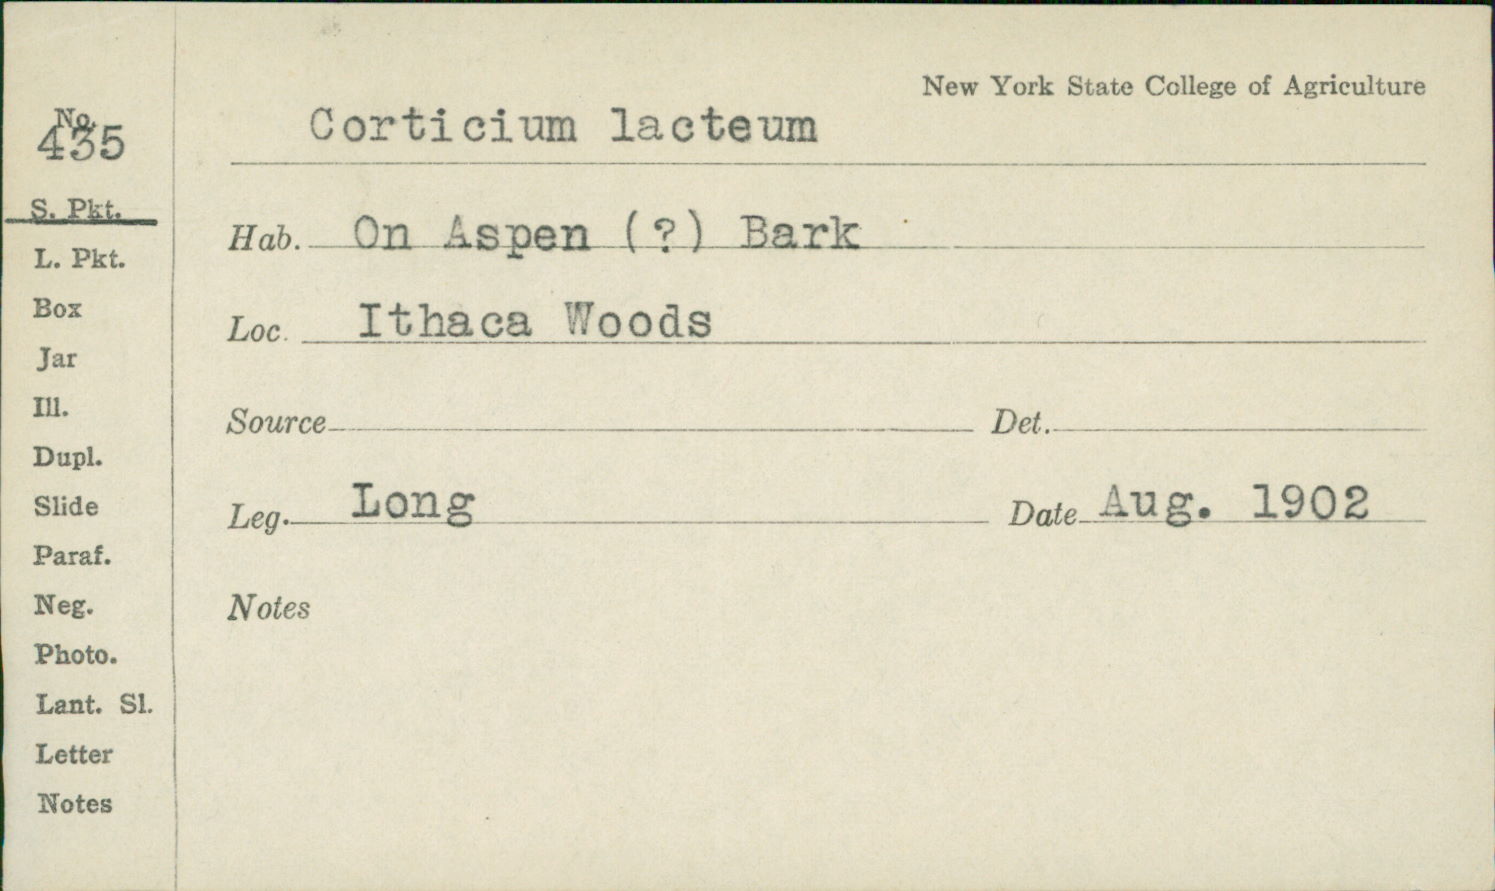 New York State College of Agriculture
No.
435
Corticium lacteum
S. Pkt.
L. Pkt.
Box
Jar
Ill.
Dupl.
Slide
Paraf.
Neg.
Photo.
Lant. Sl.
Letter
Notes
Hab. On Aspen (?) Bark
Loc. Ithaca Woods
Source Det.
Leg. Long Date Aug. 1902
Notes